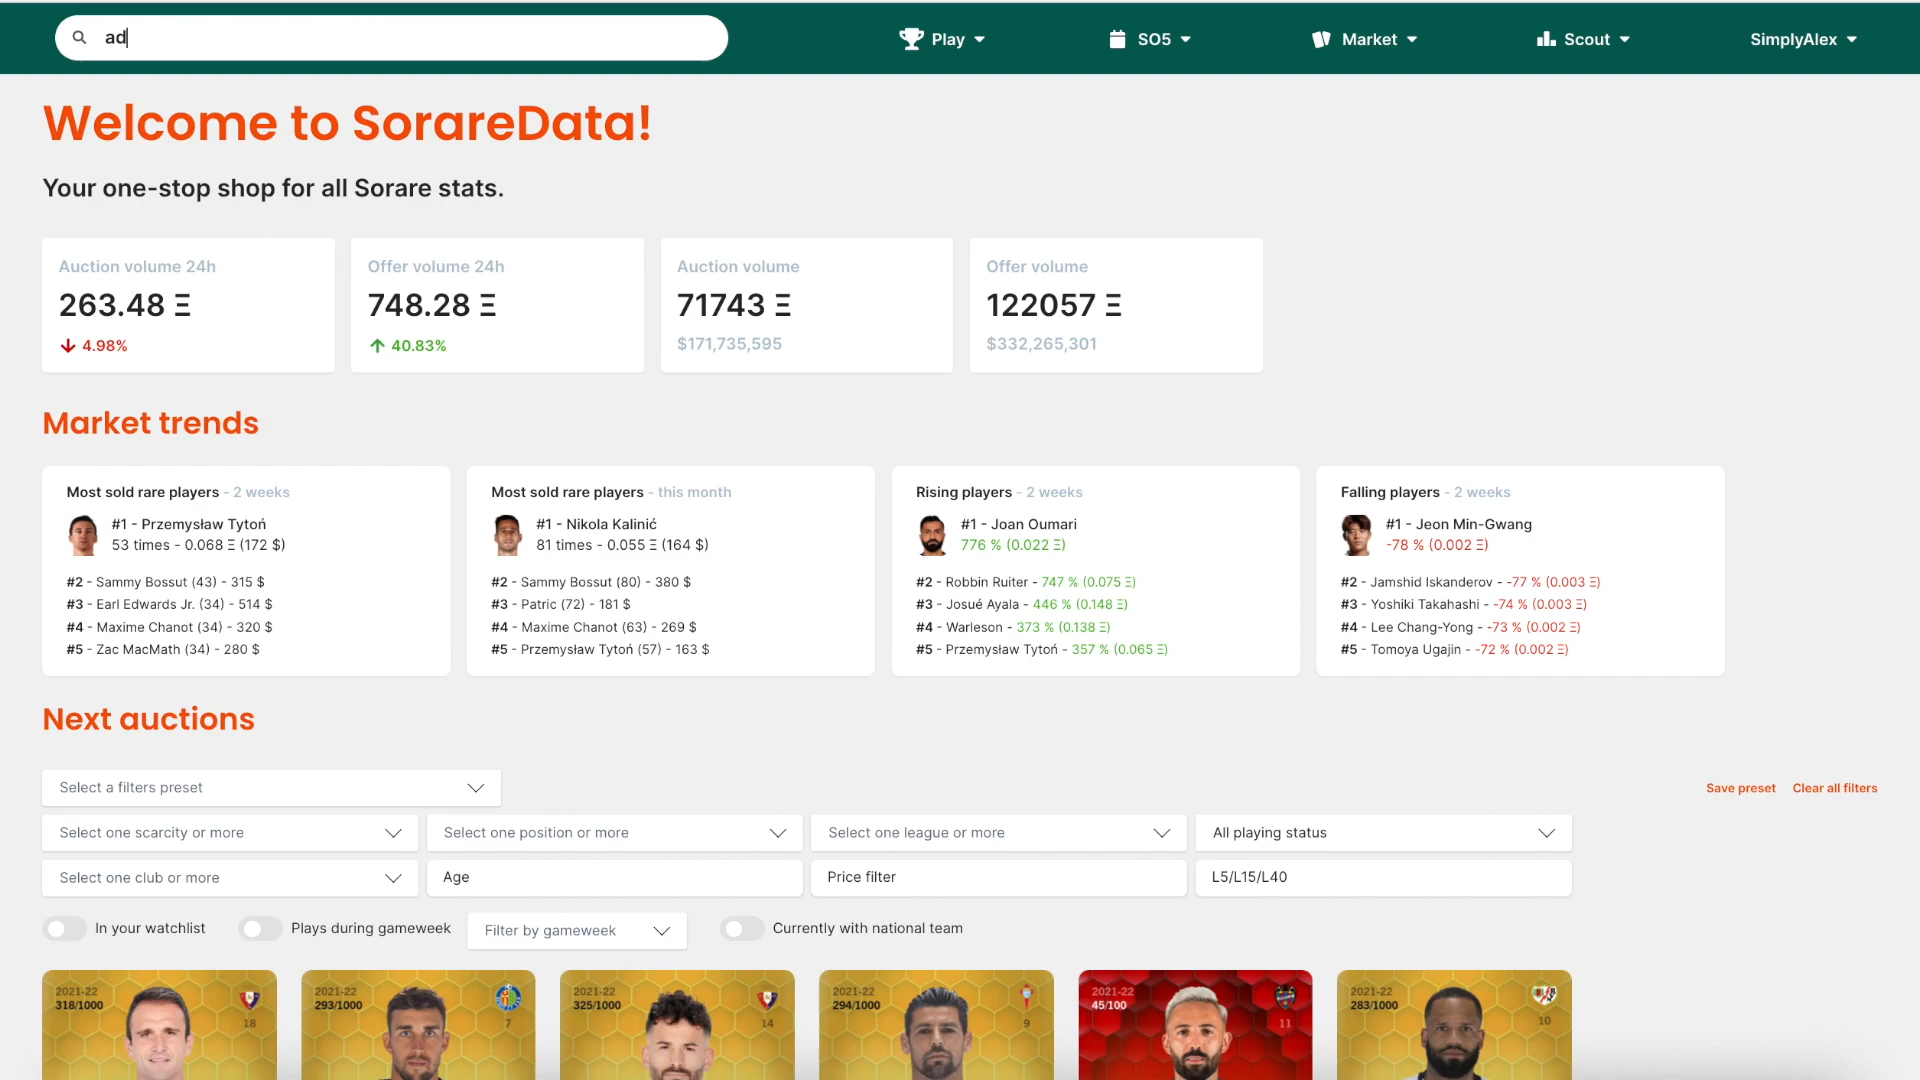 ad
Play
SO5
Market
Scout
SimplyAlex
Welcome to SorareData!
Your one-stop shop for all Sorare stats.
Auction volume 24h
263.48 Ξ
4.98%
Offer volume 24h
748.28 Ξ
40.83%
Auction volume
71743 Ξ
$171,735,595
Offer volume
122057 Ξ
$332,265,301
Market trends
Most sold rare players - 2 weeks
#1 - Przemysław Tytoń
53 times - 0.068 Ξ (172 $)
#2 - Sammy Bossut (43) - 315 $
#3 - Earl Edwards Jr. (34) - 514 $
#4 - Maxime Chanot (34) - 320 $
#5 - Zac MacMath (34) - 280 $
Most sold rare players - this month
#1 - Nikola Kalinić
81 times - 0.055 Ξ (164 $)
#2 - Sammy Bossut (80) - 380 $
#3 - Patric (72) - 181 $
#4 - Maxime Chanot (63) - 269 $
#5 - Przemysław Tytoń (57) - 163 $
Rising players - 2 weeks
#1 - Joan Oumari
776 % (0.022 Ξ)
#2 - Robbin Ruiter - 747 % (0.075 Ξ)
#3 - Josué Ayala - 446 % (0.148 Ξ)
#4 - Warleson - 373 % (0.138 Ξ)
#5 - Przemysław Tytoń - 357 % (0.065 Ξ)
Falling players - 2 weeks
#1 - Jeon Min-Gwang
-78 % (0.002 Ξ)
#2 - Jamshid Iskanderov - -77 % (0.003 Ξ)
#3 - Yoshiki Takahashi - -74 % (0.003 Ξ)
#4 - Lee Chang-Yong - -73 % (0.002 Ξ)
#5 - Tomoya Ugajin - -72 % (0.002 Ξ)
Next auctions
Select a filters preset
Save preset
Clear all filters
Select one scarcity or more
Select one position or more
Select one league or more
All playing status
Select one club or more
Age
Price filter
L5/L15/L40
In your watchlist
Plays during gameweek
Filter by gameweek
Currently with national team
2021-22
318/1000
18
2021-22
293/1000
7
2021-22
325/1000
14
2021-22
294/1000
9
2021-22
45/100
11
2021-22
283/1000
10